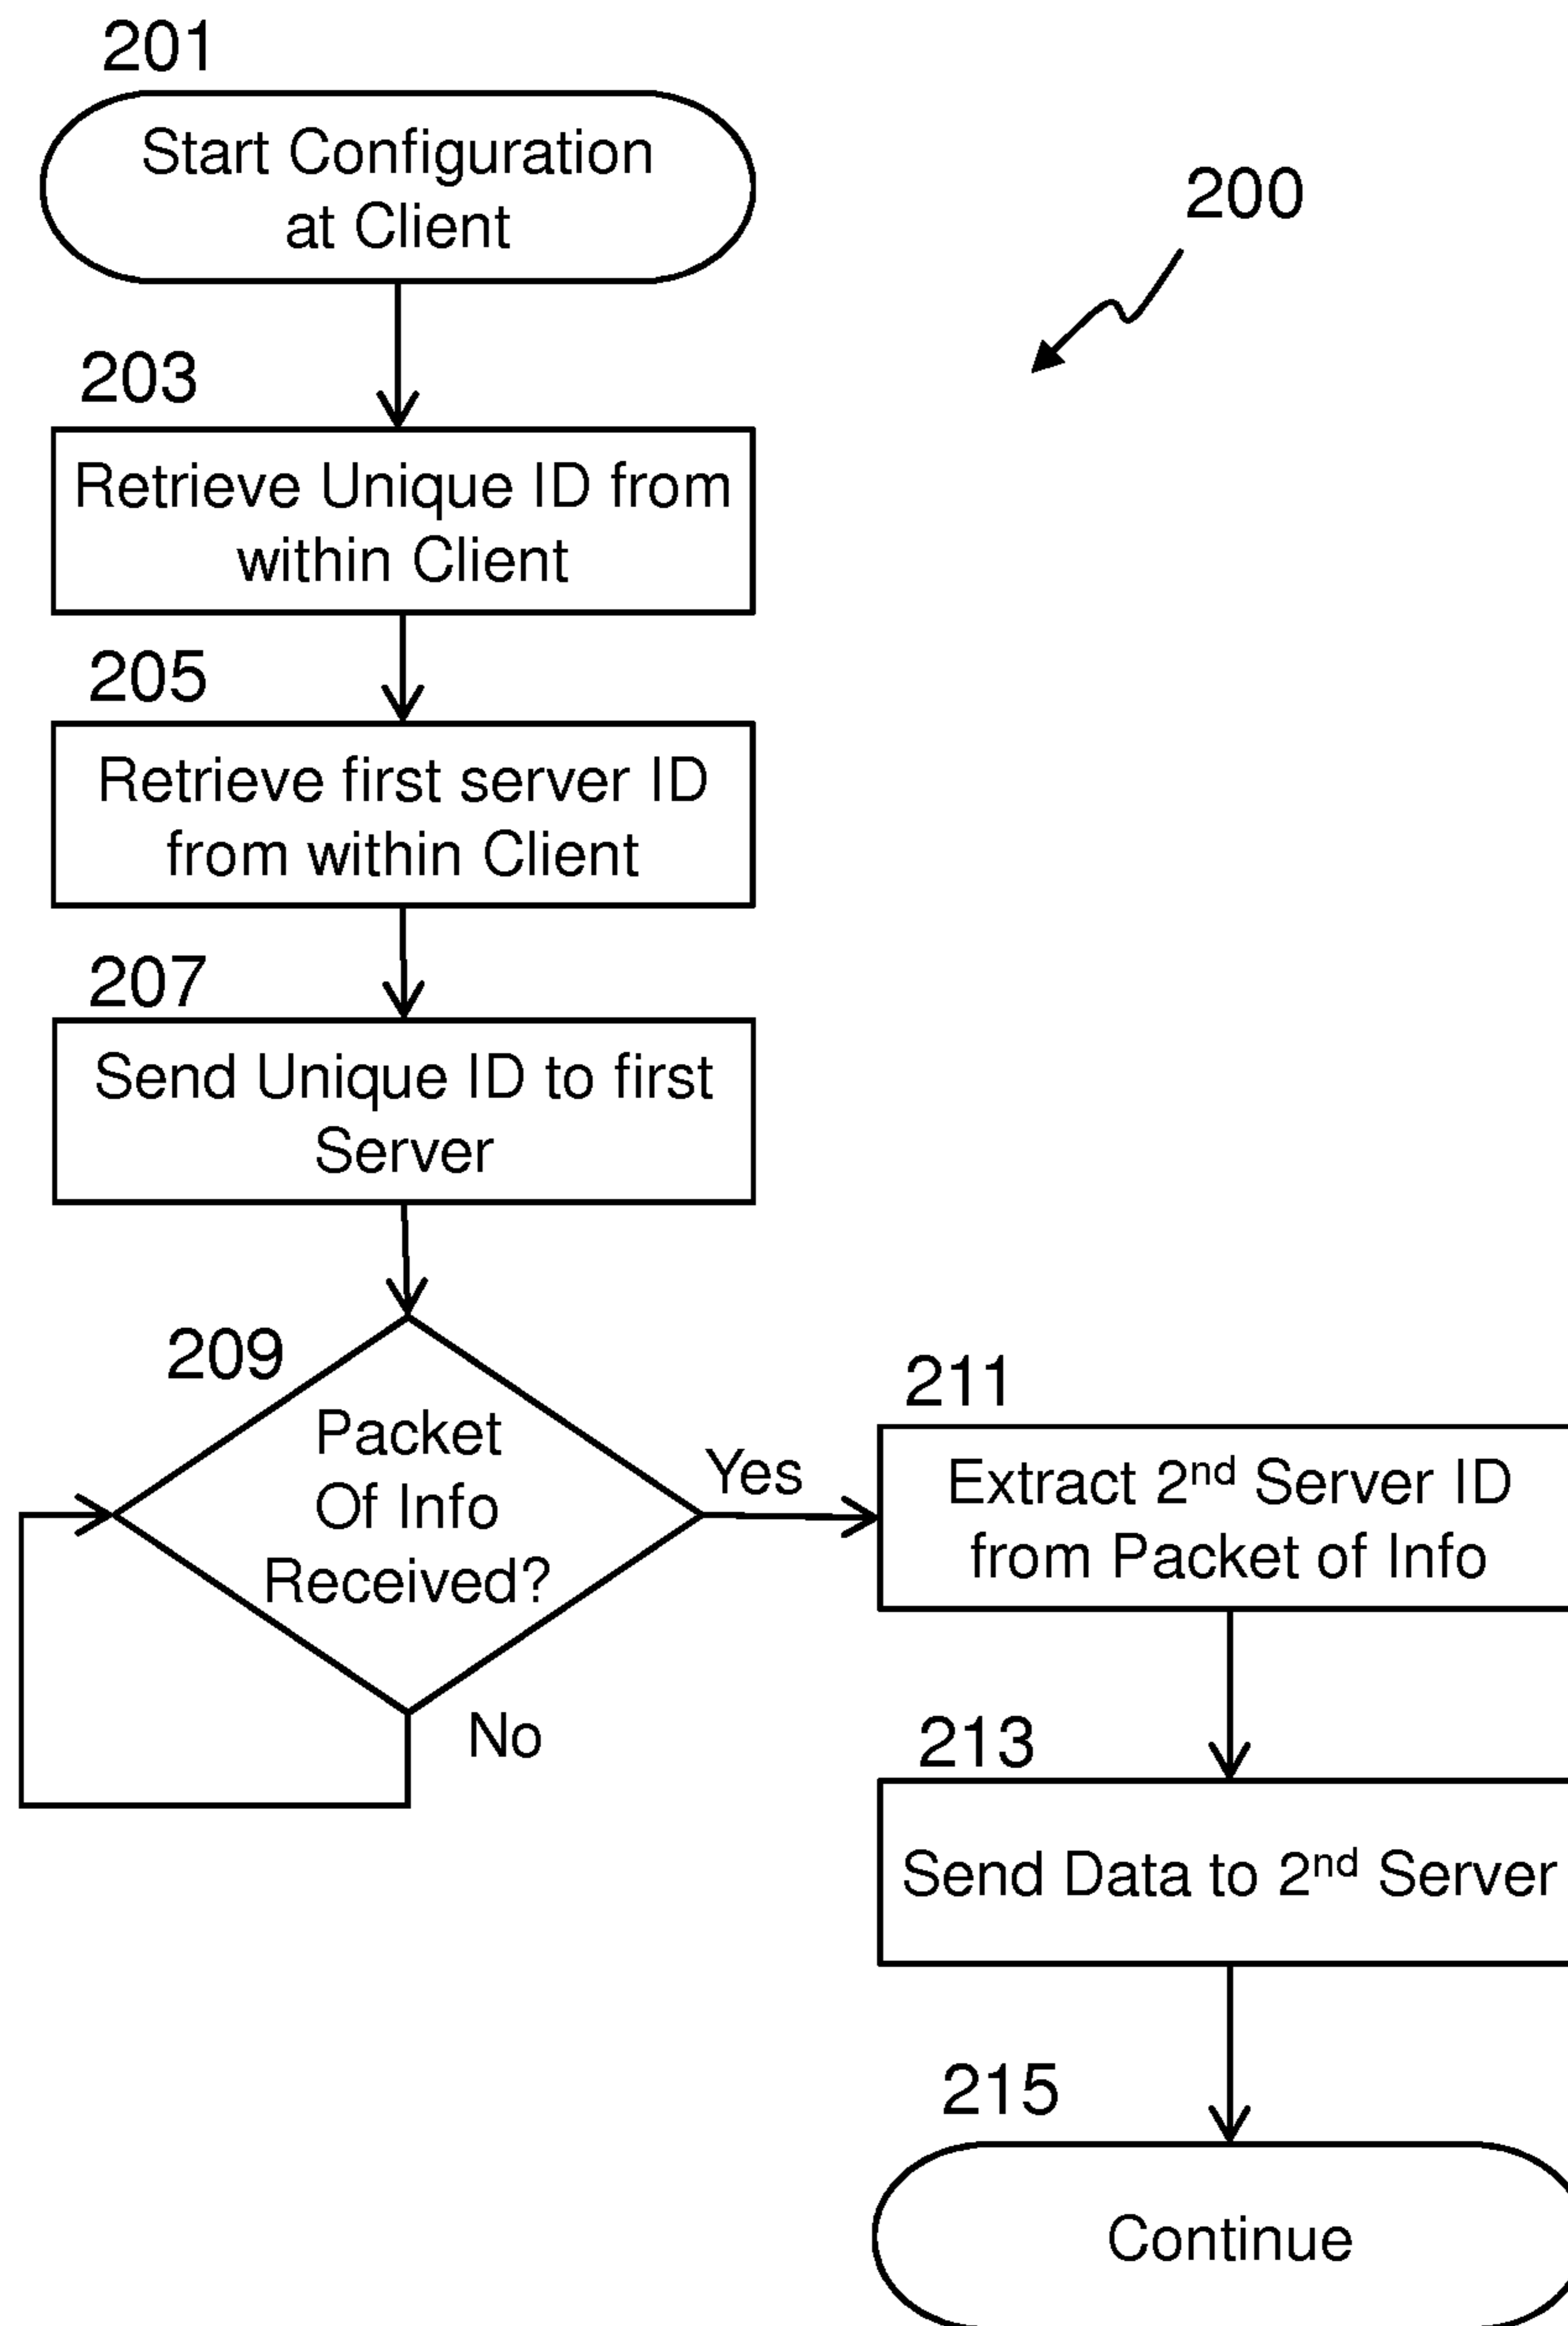 201
Start Configuration
at Client
200
203
Retrieve Unique ID from
within Client
205
Retrieve first server ID
from within Client
207
Send Unique ID to first
Server
209
Packet
Of Info
Received?
Yes
No
211
Extract 2nd Server ID
from Packet of Info
213
Send Data to 2nd Server
215
Continue